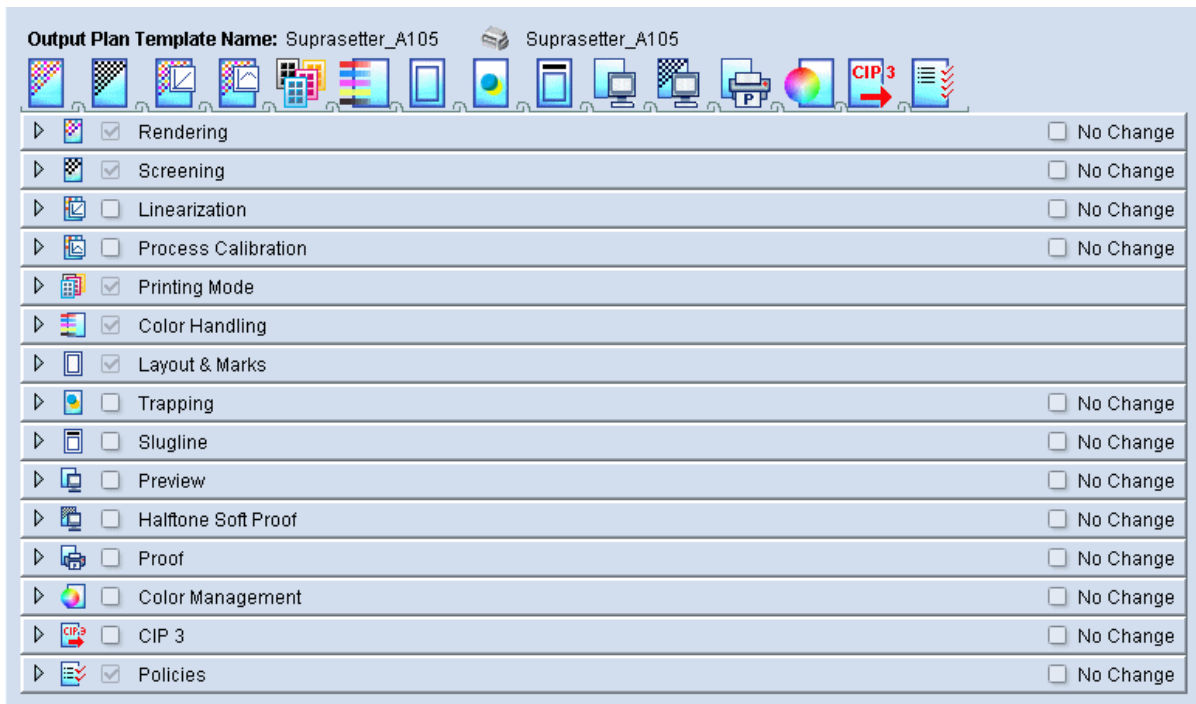 Output Plan Template Name: Suprasetter_A105 Suprasetter_A105
P CIP 3
Rendering No Change
Screening No Change
Linearization No Change
Process Calibration No Change
Printing Mode
Color Handling
Layout & Marks
Trapping No Change
Slugline No Change
Preview No Change
Halftone Soft Proof No Change
Proof No Change
Color Management No Change
CIP 3 CIP 3 No Change
Policies No Change